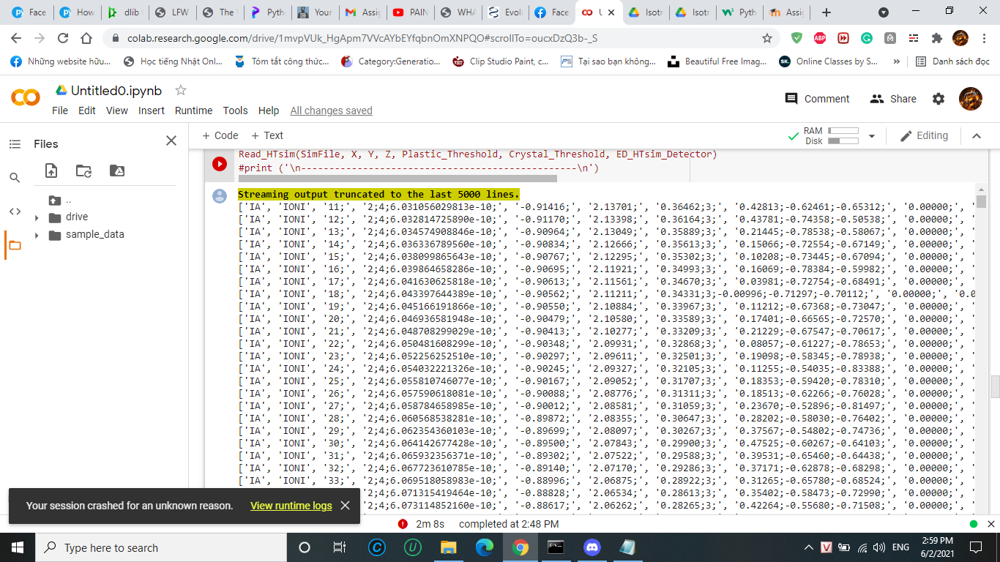 Face How dlib LFW The Pyth Your Assig PAIN WHA Evol Face U Isotr Isotr Pyth Assig
colab.research.google.com/drive/1mvpVUk_HgApm7VVcAYbEYfqbnOmXNPQO#scrollTo=oucxDzQ3b-_S
Những website hữu... Học tiếng Nhật Onl... Tóm tắt công thức... Category:Generatio... Clip Studio Paint, c... Tại sao bạn không... Beautiful Free Imag... Online Classes by S... » Danh sách đọc
Untitled0.ipynb
Comment Share
File Edit View Insert Runtime Tools Help All changes saved
Files
+ Code + Text
RAM
Disk
Editing
..
drive
sample_data
Read_HTsim(SimFile, X, Y, Z, Plastic_Threshold, Crystal_Threshold, ED_HTsim_Detector)
#print ('\n-----------------------------------------------\n')
Streaming output truncated to the last 5000 lines.
['IA', 'IONI', '11;', '2;4;6.031056029813e-10;', '-0.91416;', '2.13701;', '0.36462;3;', '0.42813;-0.62461;-0.65312;', '0.00000;', '
['IA', 'IONI', '12;', '2;4;6.032814725890e-10;', '-0.91170;', '2.13398;', '0.36164;3;', '0.43781;-0.74358;-0.50538;', '0.00000;', '
['IA', 'IONI', '13;', '2;4;6.034574908846e-10;', '-0.90964;', '2.13049;', '0.35889;3;', '0.21445;-0.78538;-0.58067;', '0.00000;', '
['IA', 'IONI', '14;', '2;4;6.036336789560e-10;', '-0.90834;', '2.12666;', '0.35613;3;', '0.15066;-0.72554;-0.67149;', '0.00000;', '
['IA', 'IONI', '15;', '2;4;6.038099865643e-10;', '-0.90767;', '2.12295;', '0.35302;3;', '0.10208;-0.73445;-0.67094;', '0.00000;', '
['IA', 'IONI', '16;', '2;4;6.039864658286e-10;', '-0.90695;', '2.11921;', '0.34993;3;', '0.16069;-0.78384;-0.59982;', '0.00000;', '
['IA', 'IONI', '17;', '2;4;6.041630625818e-10;', '-0.90613;', '2.11561;', '0.34670;3;', '0.03981;-0.72754;-0.68491;', '0.00000;', '
['IA', 'IONI', '18;', '2;4;6.043397644389e-10;', '-0.90562;', '2.11211;', '0.34331;3;-0.00996;-0.71297;-0.70112;', '0.00000;', '0.0
['IA', 'IONI', '19;', '2;4;6.045166191866e-10;', '-0.90550;', '2.10884;', '0.33967;3;', '0.11212;-0.67368;-0.73047;', '0.00000;', '
['IA', 'IONI', '20;', '2;4;6.046936581948e-10;', '-0.90479;', '2.10580;', '0.33589;3;', '0.17401;-0.66565;-0.72570;', '0.00000;', '
['IA', 'IONI', '21;', '2;4;6.048708299029e-10;', '-0.90413;', '2.10277;', '0.33209;3;', '0.21229;-0.67547;-0.70617;', '0.00000;', '
['IA', 'IONI', '22;', '2;4;6.050481608299e-10;', '-0.90348;', '2.09931;', '0.32868;3;', '0.08057;-0.61227;-0.78653;', '0.00000;', '
['IA', 'IONI', '23;', '2;4;6.052256252510e-10;', '-0.90297;', '2.09611;', '0.32501;3;', '0.19098;-0.58345;-0.78938;', '0.00000;', '
['IA', 'IONI', '24;', '2;4;6.054032221326e-10;', '-0.90245;', '2.09327;', '0.32105;3;', '0.11255;-0.54035;-0.83388;', '0.00000;', '
['IA', 'IONI', '25;', '2;4;6.055810746077e-10;', '-0.90167;', '2.09052;', '0.31707;3;', '0.18353;-0.59420;-0.78310;', '0.00000;', '
['IA', 'IONI', '26;', '2;4;6.057590618081e-10;', '-0.90088;', '2.08776;', '0.31311;3;', '0.18513;-0.62266;-0.76028;', '0.00000;', '
['IA', 'IONI', '27;', '2;4;6.058784658985e-10;', '-0.90012;', '2.08581;', '0.31059;3;', '0.23670;-0.52896;-0.81497;', '0.00000;', '
['IA', 'IONI', '28;', '2;4;6.060568538281e-10;', '-0.89872;', '2.08355;', '0.30647;3;', '0.28202;-0.58030;-0.76402;', '0.00000;', '
['IA', 'IONI', '29;', '2;4;6.062354360103e-10;', '-0.89699;', '2.08097;', '0.30267;3;', '0.37567;-0.54802;-0.74736;', '0.00000;', '
['IA', 'IONI', '30;', '2;4;6.064142677428e-10;', '-0.89500;', '2.07843;', '0.29900;3;', '0.47525;-0.60267;-0.64103;', '0.00000;', '
['IA', 'IONI', '31;', '2;4;6.065932356371e-10;', '-0.89302;', '2.07522;', '0.29588;3;', '0.39531;-0.65460;-0.64438;', '0.00000;', '
['IA', 'IONI', '32;', '2;4;6.067723610785e-10;', '-0.89140;', '2.07170;', '0.29286;3;', '0.37171;-0.62878;-0.68298;', '0.00000;', '
['IA', 'IONI', '33;', '2;4;6.069518058983e-10;', '-0.88996;', '2.06875;', '0.28922;3;', '0.31265;-0.65780;-0.68524;', '0.00000;', '
'2;4;6.071315419464e-10;', '-0.88828;', '2.06534;', '0.28613;3;', '0.35402;-0.58473;-0.72990;', '0.00000;', '
'2;4;6.073114852160e-10;', '-0.88617;', '2.06262;', '0.28265;3;', '0.42264;-0.55680;-0.71508;', '0.00000;', '
Your session crashed for an unknown reason. View runtime logs
2m 8s completed at 2:48 PM
Type here to search
ENG
2:59 PM
6/2/2021